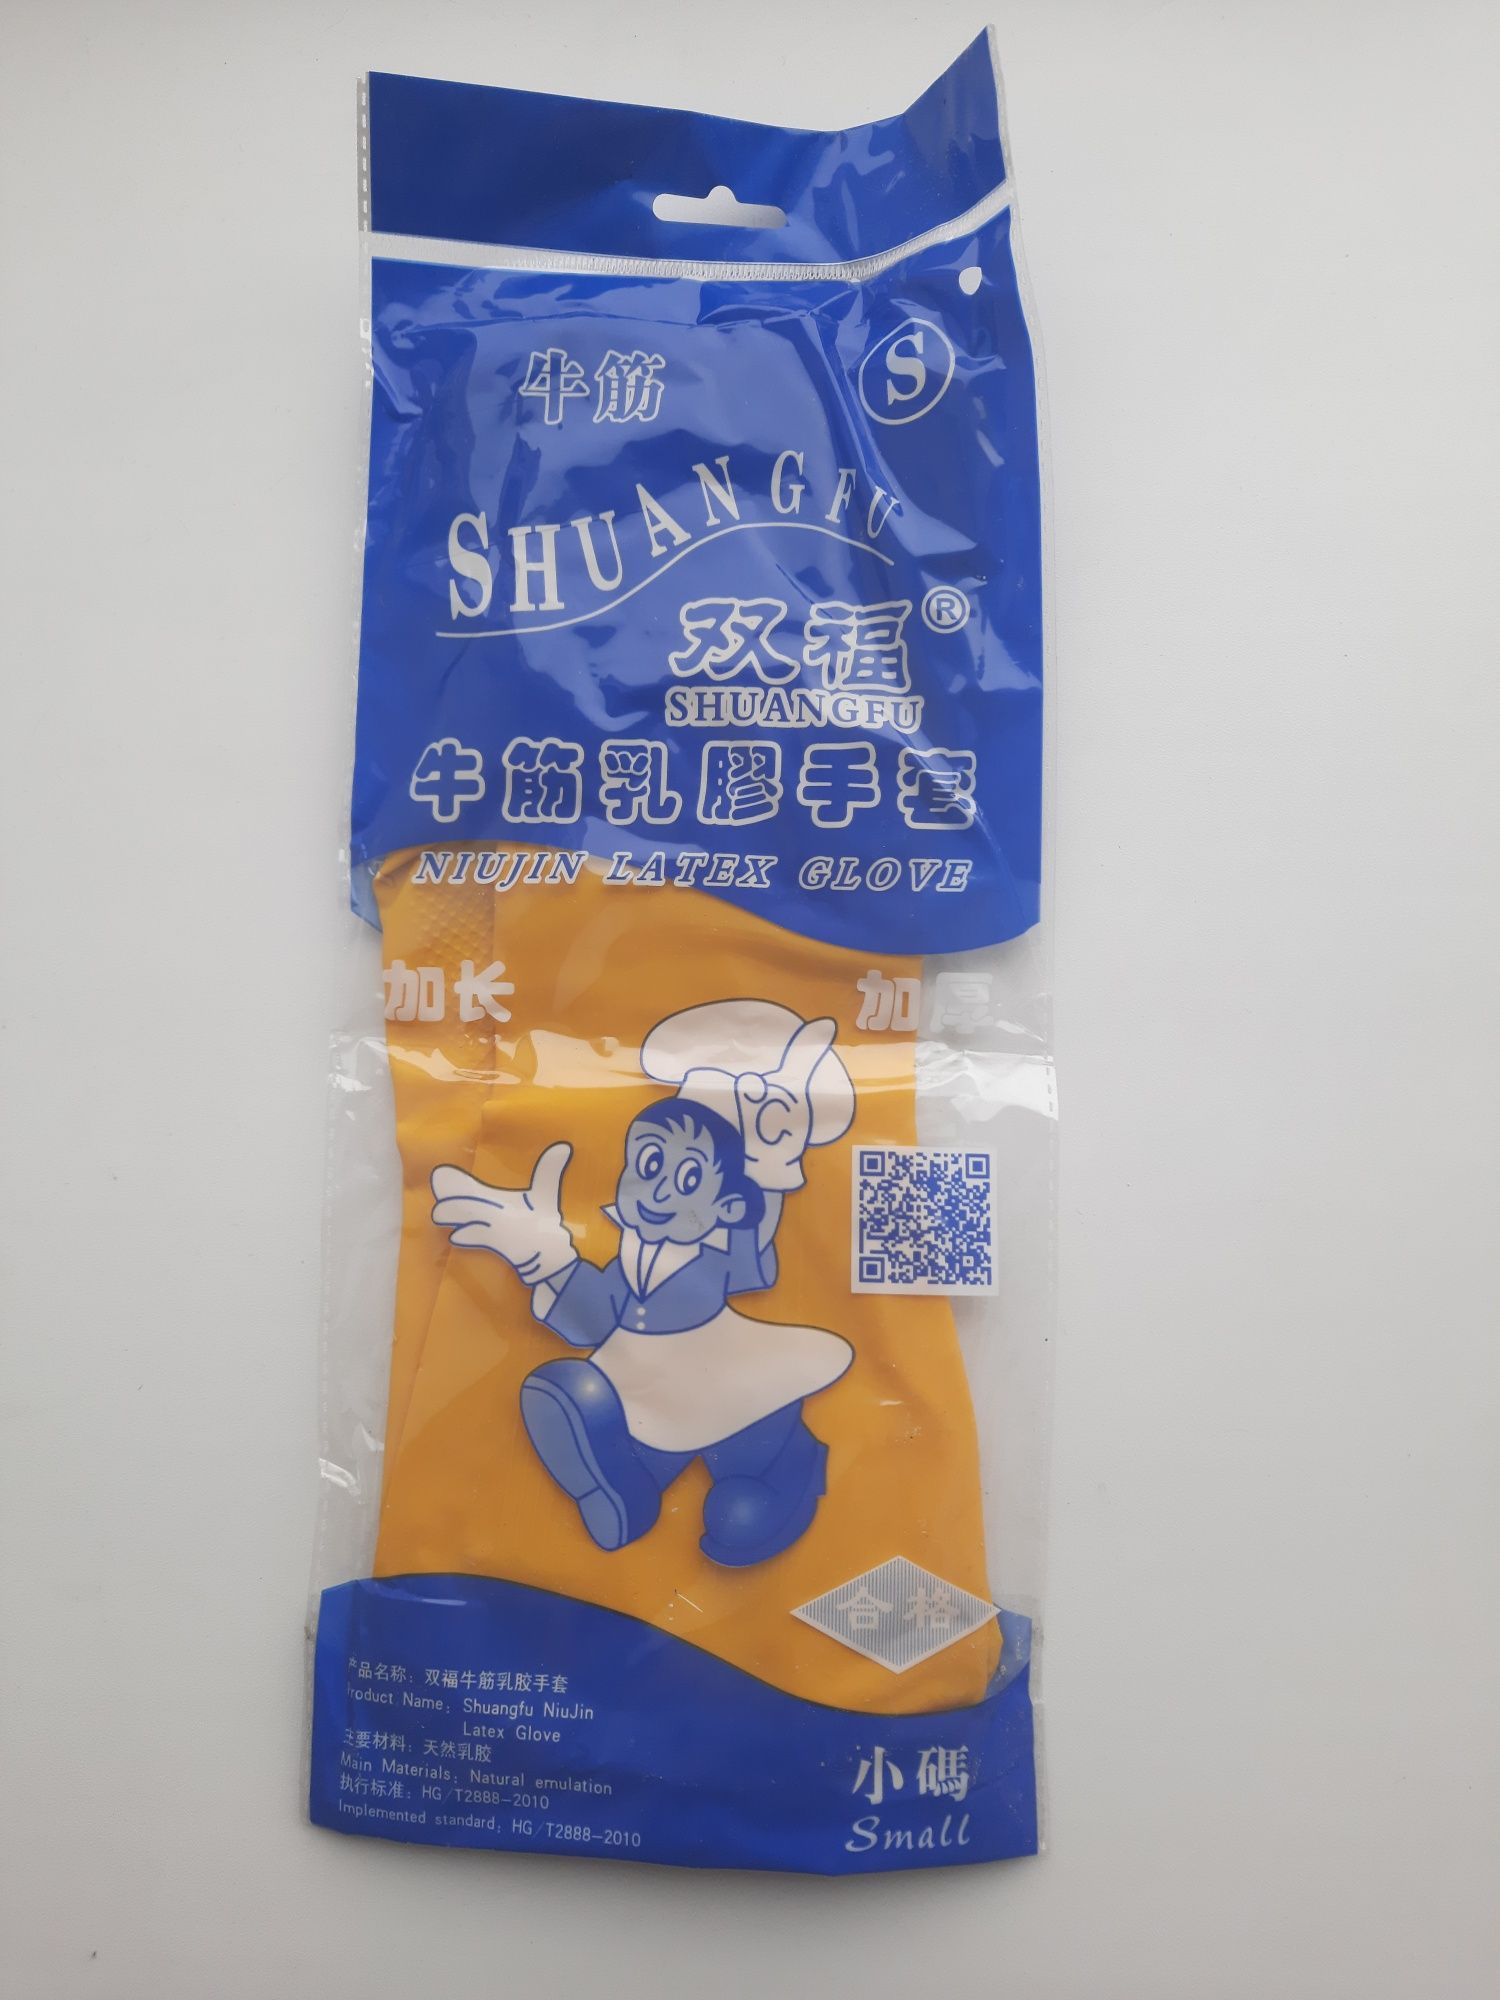 牛筋
S
SHUANGFU
双福®
SHUANGFU
牛筋乳膠手套
NIUJIN LATEX GLOVE
加长
加厚
合格
产品名称：双福牛筋乳胶手套
Product Name: Shuangfu NiuJin
Latex Glove
主要材料：天然乳胶
Main Materials: Natural emulation
执行标准：HG/T2888-2010
Implemented standard: HG/T2888-2010
小碼
Small